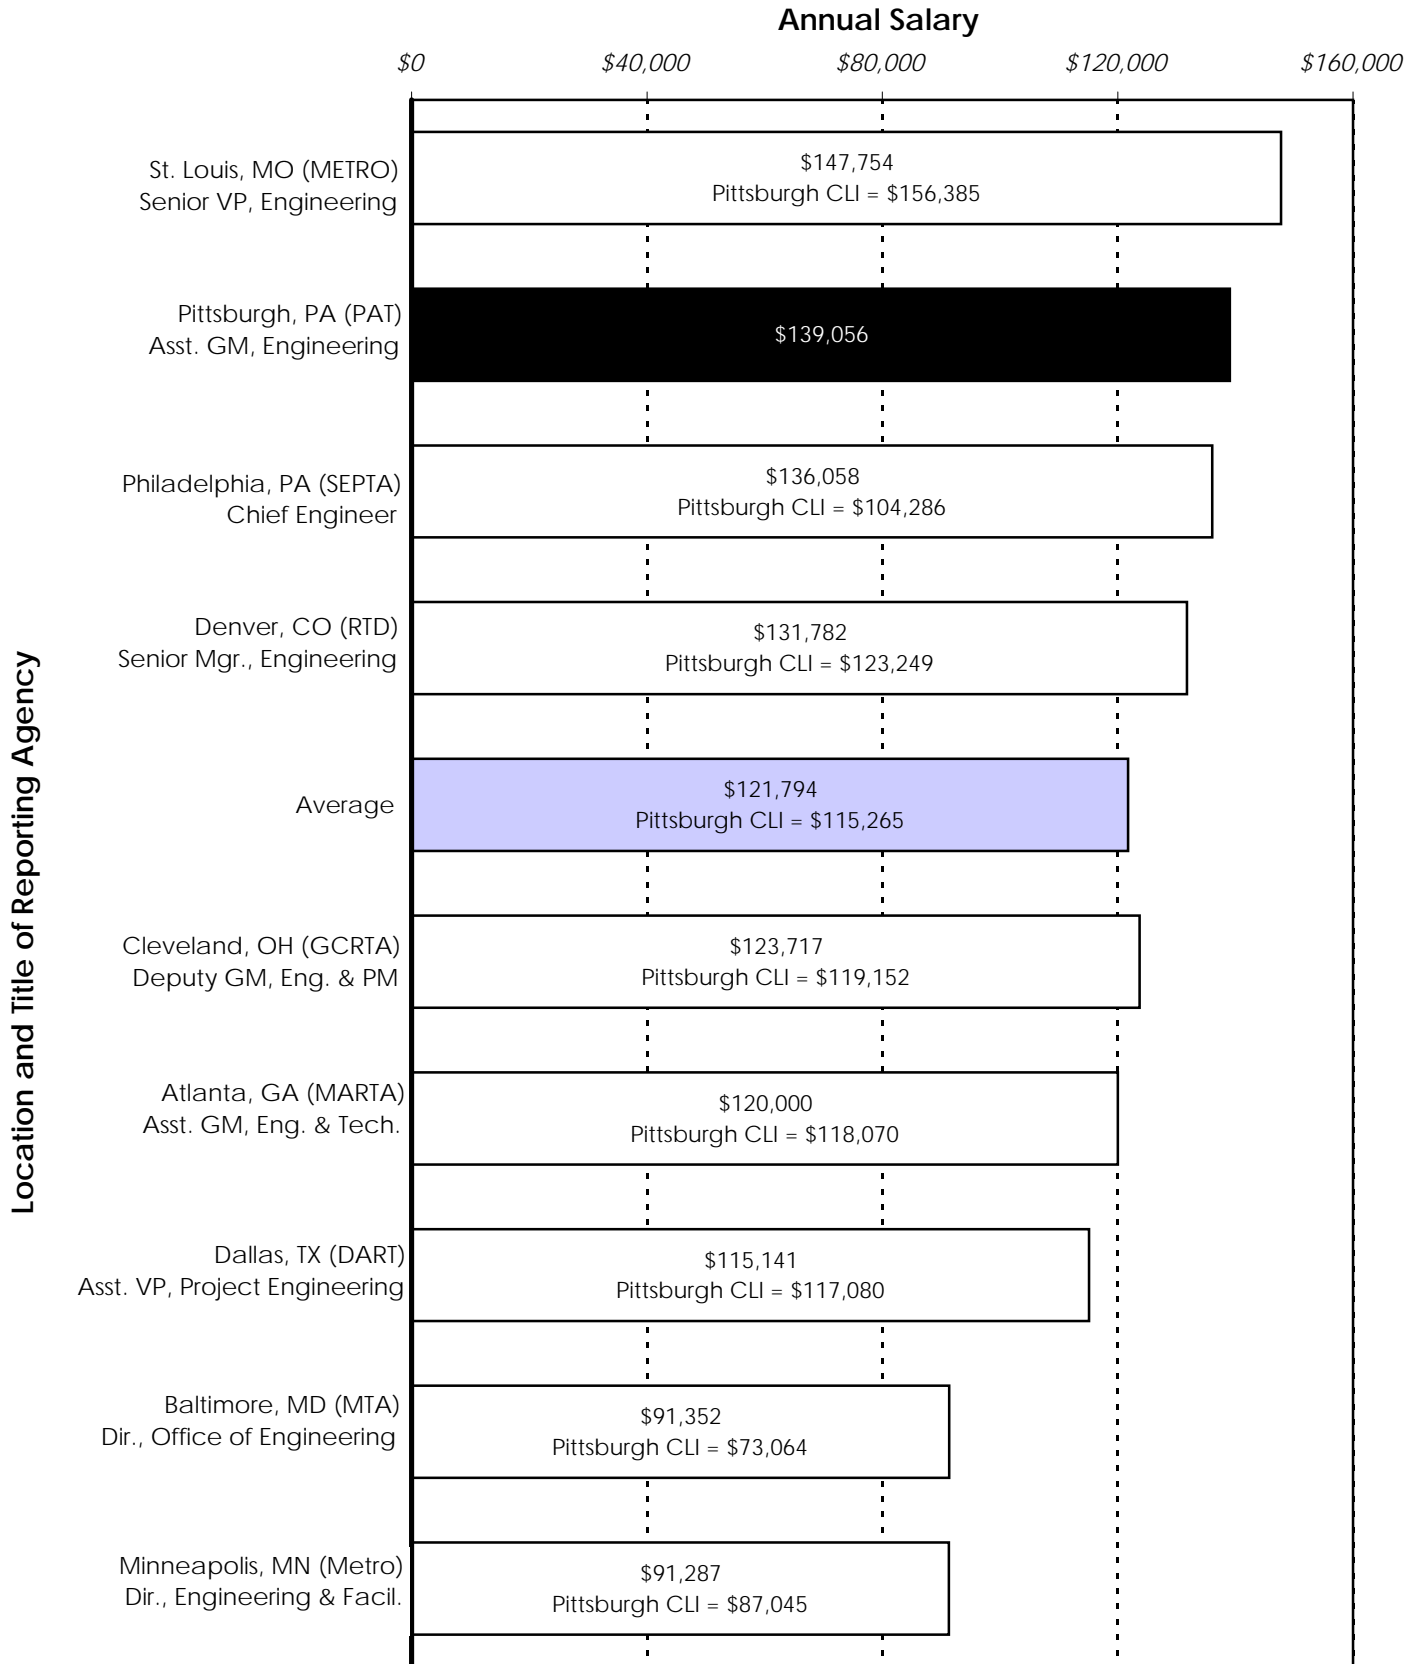 Annual Salary
$0 $40,000 $80,000 $120,000 $160,000
Location and Title of Reporting Agency
St. Louis, MO (METRO)
Senior VP, Engineering
$147,754
Pittsburgh CLI = $156,385
Pittsburgh, PA (PAT)
Asst. GM, Engineering
$139,056
Philadelphia, PA (SEPTA)
Chief Engineer
$136,058
Pittsburgh CLI = $104,286
Denver, CO (RTD)
Senior Mgr., Engineering
$131,782
Pittsburgh CLI = $123,249
Average
$121,794
Pittsburgh CLI = $115,265
Cleveland, OH (GCRTA)
Deputy GM, Eng. & PM
$123,717
Pittsburgh CLI = $119,152
Atlanta, GA (MARTA)
Asst. GM, Eng. & Tech.
$120,000
Pittsburgh CLI = $118,070
Dallas, TX (DART)
Asst. VP, Project Engineering
$115,141
Pittsburgh CLI = $117,080
Baltimore, MD (MTA)
Dir., Office of Engineering
$91,352
Pittsburgh CLI = $73,064
Minneapolis, MN (Metro)
Dir., Engineering & Facil.
$91,287
Pittsburgh CLI = $87,045